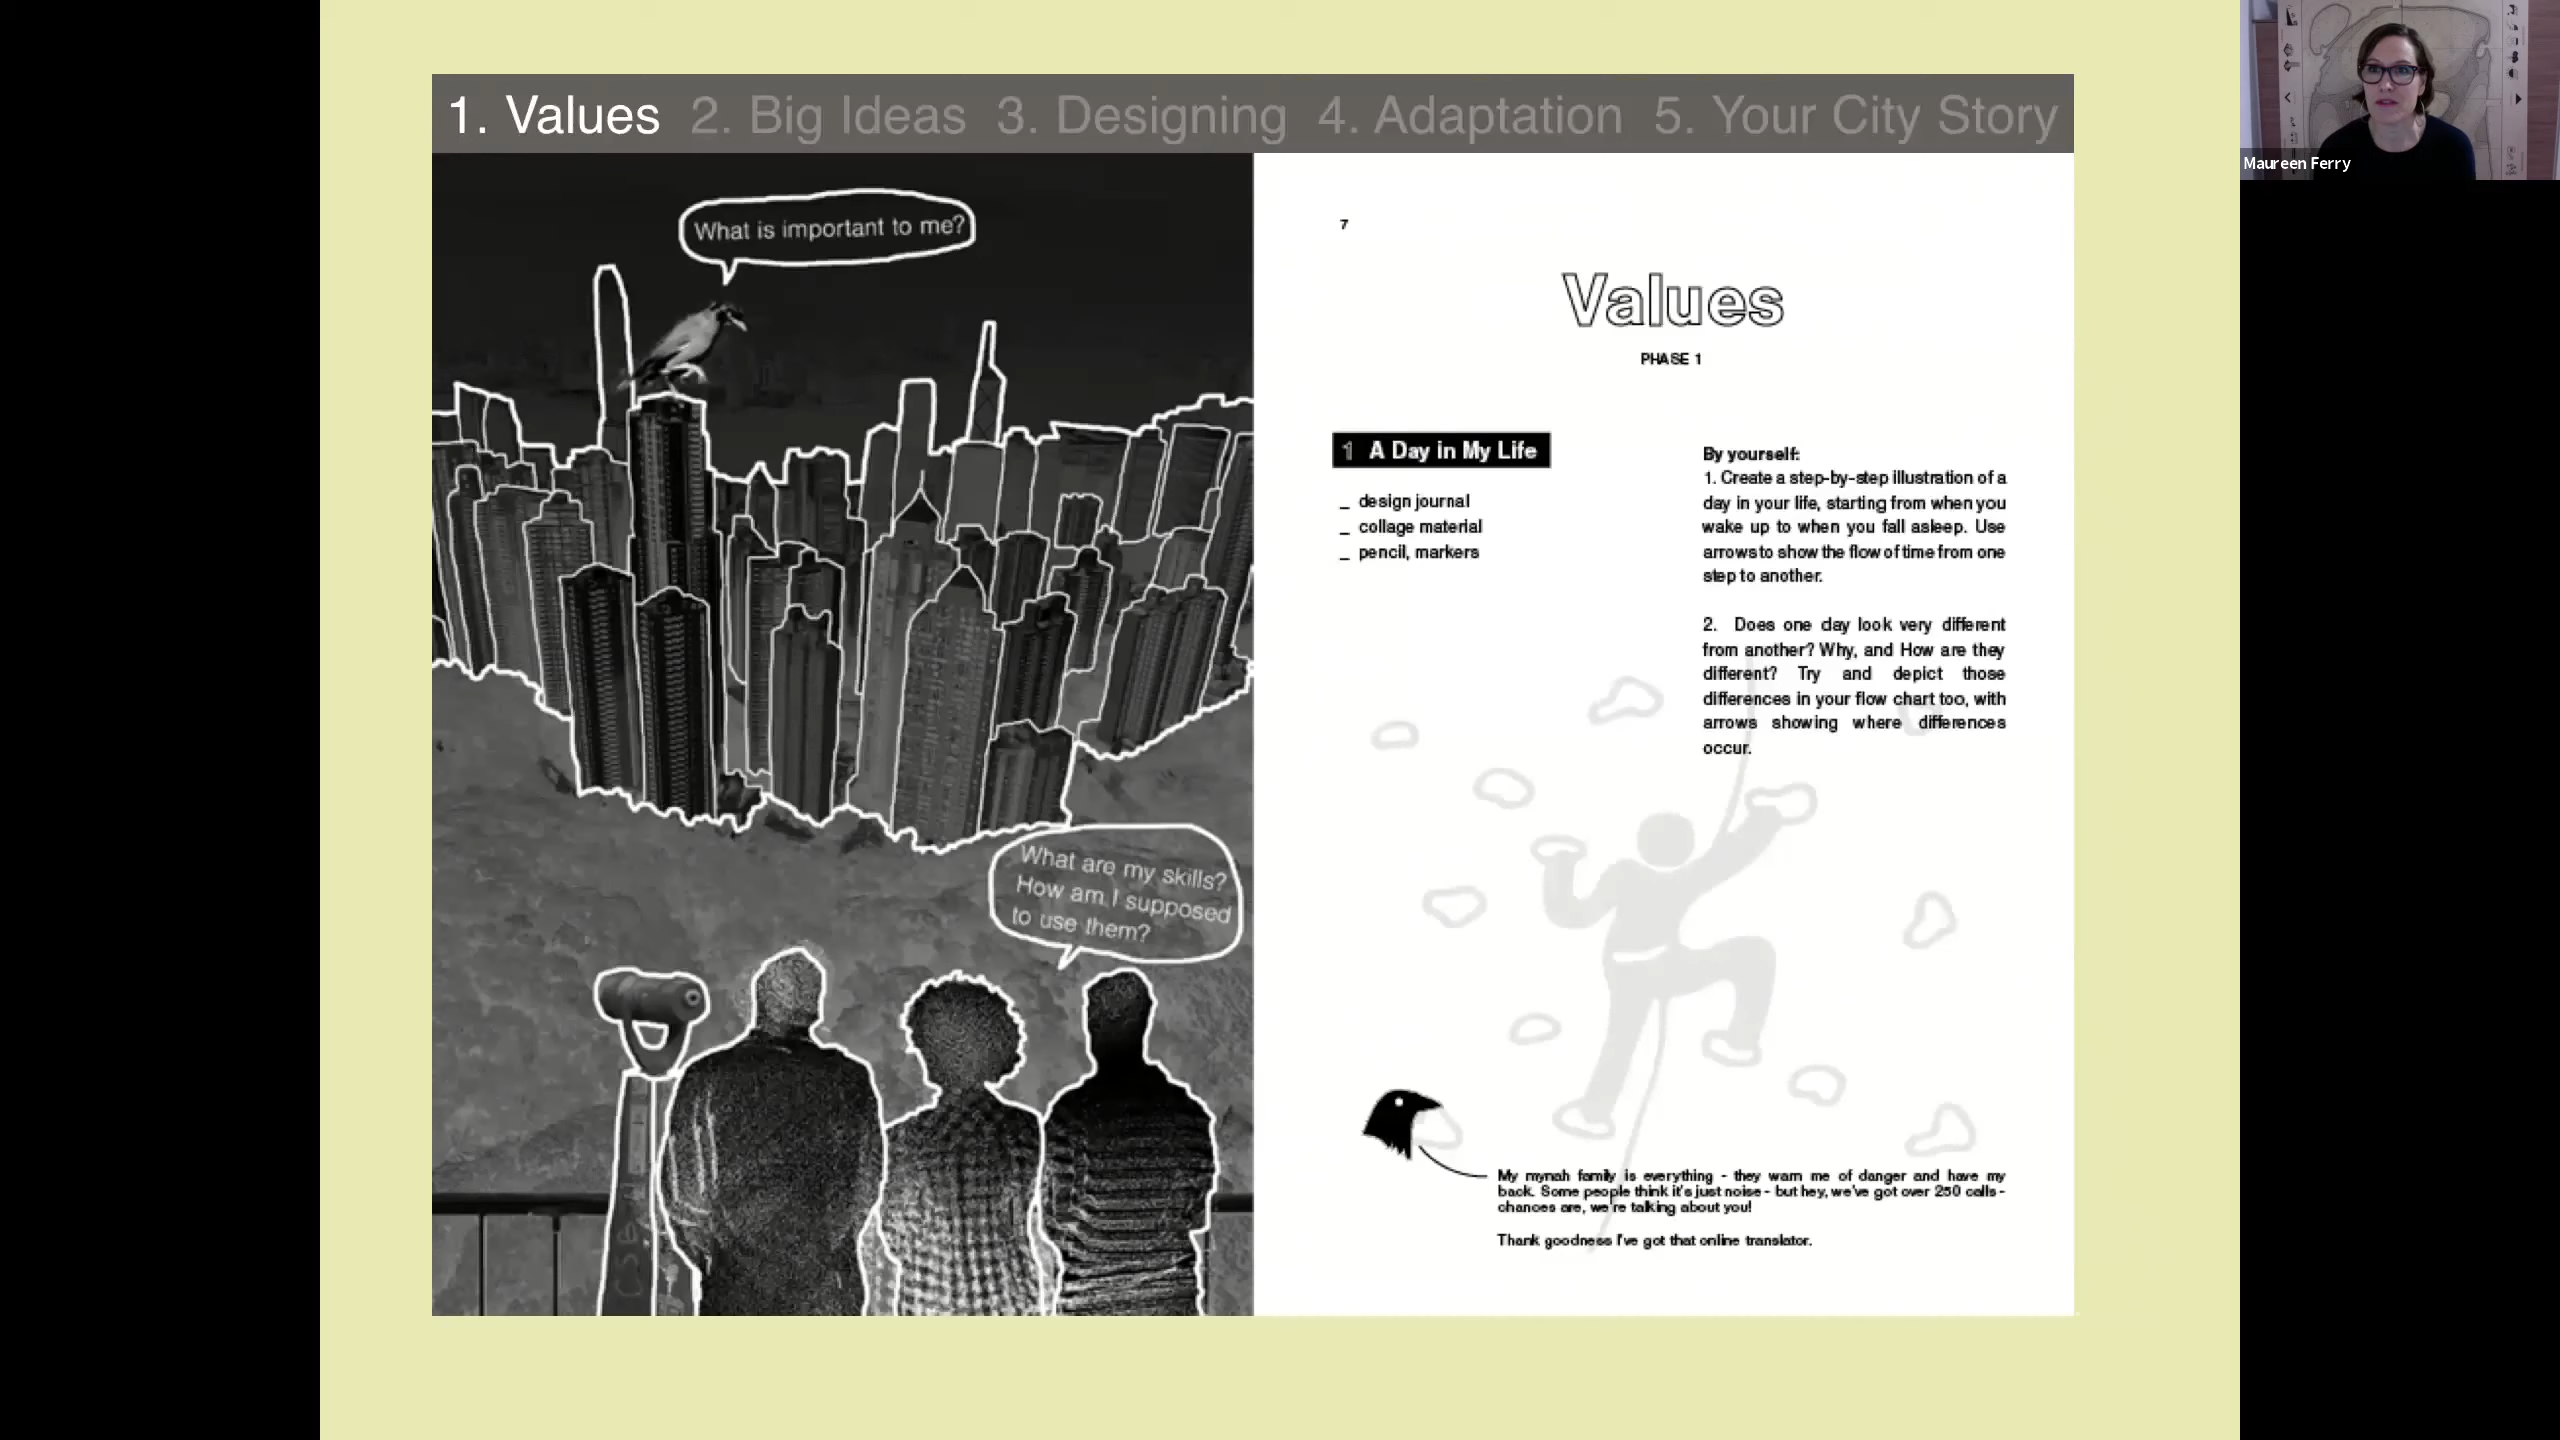 1. Values 2. Big Ideas 3. Designing 4. Adaptation 5. Your City Story
What is important to me?
What are my skills?
How am I supposed
to use them?
7
Values
PHASE 1
1 A Day in My Life
_ design journal
_ collage material
_ pencil, markers
By yourself:
1. Create a step-by-step illustration of a
day in your life, starting from when you
wake up to when you fall asleep. Use
arrows to show the flow of time from one
step to another.
2. Does one day look very different
from another? Why, and How are they
different? Try and depict those
differences in your flow chart too, with
arrows showing where differences
occur.
My mynah family is everything - they warn me of danger and have my
back. Some people think it's just noise - but hey, we've got over 250 calls -
chances are, we're talking about you!
Thank goodness I've got that online translator.
Maureen Ferry